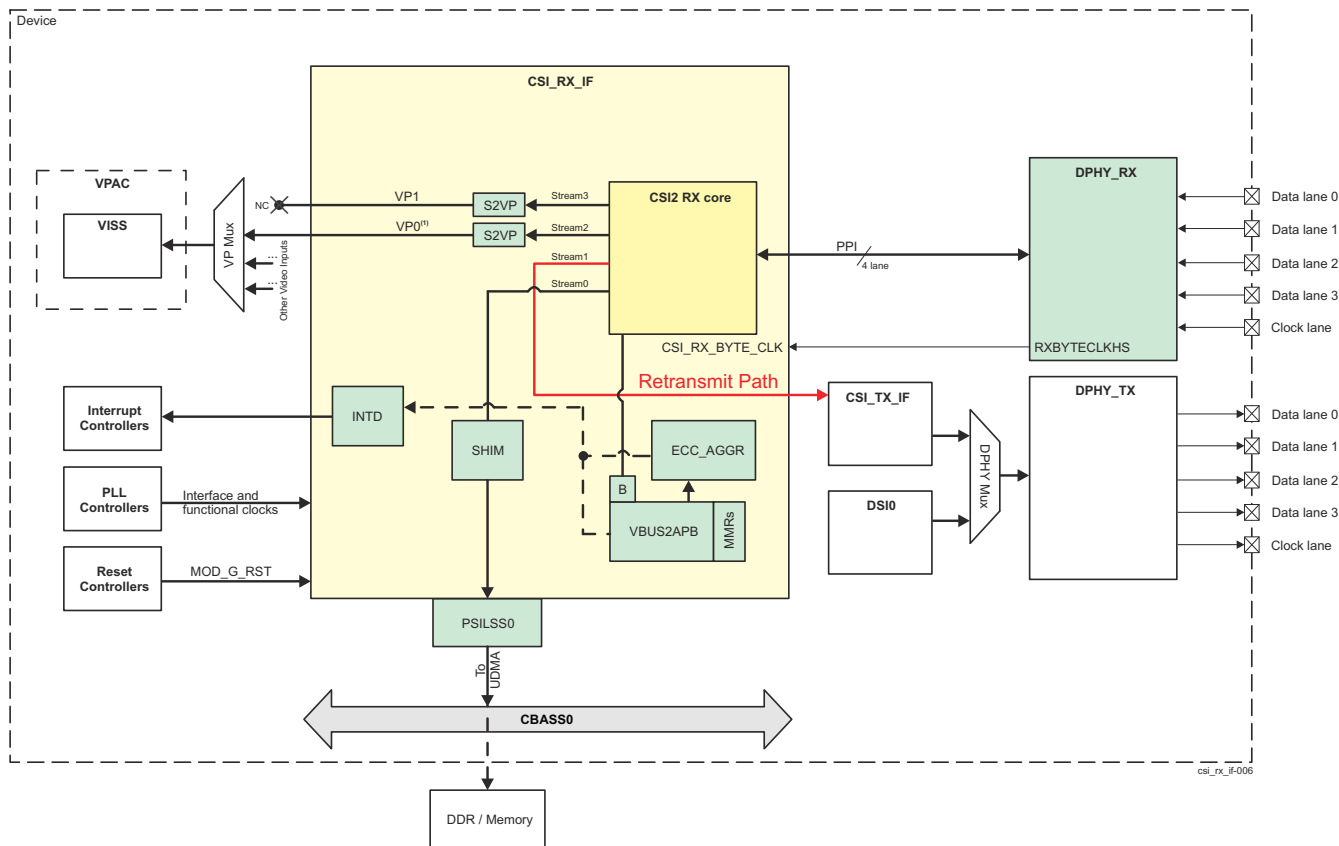 Device
CSI_RX_IF
VPAC
VISS
VP Mux
NC
VP1
S2VP
Stream3
CSI2 RX core
DPHY_RX
Data lane 0
VP0(1)
S2VP
Stream2
Data lane 1
Stream1
PPI
4 lane
Data lane 2
Stream0
Data lane 3
... Other Video Inputs ...
Clock lane
CSI_RX_BYTE_CLK
RXBYTECLKHS
Retransmit Path
Interrupt
Controllers
INTD
SHIM
ECC_AGGR
CSI_TX_IF
DPHY Mux
DPHY_TX
Data lane 0
Data lane 1
Data lane 2
Data lane 3
Clock lane
PLL
Controllers
Interface and
functional clocks
B
VBUS2APB
MMRs
DSI0
Reset
Controllers
MOD_G_RST
PSILSS0
To
UDMA
CBASS0
csi_rx_if-006
DDR / Memory